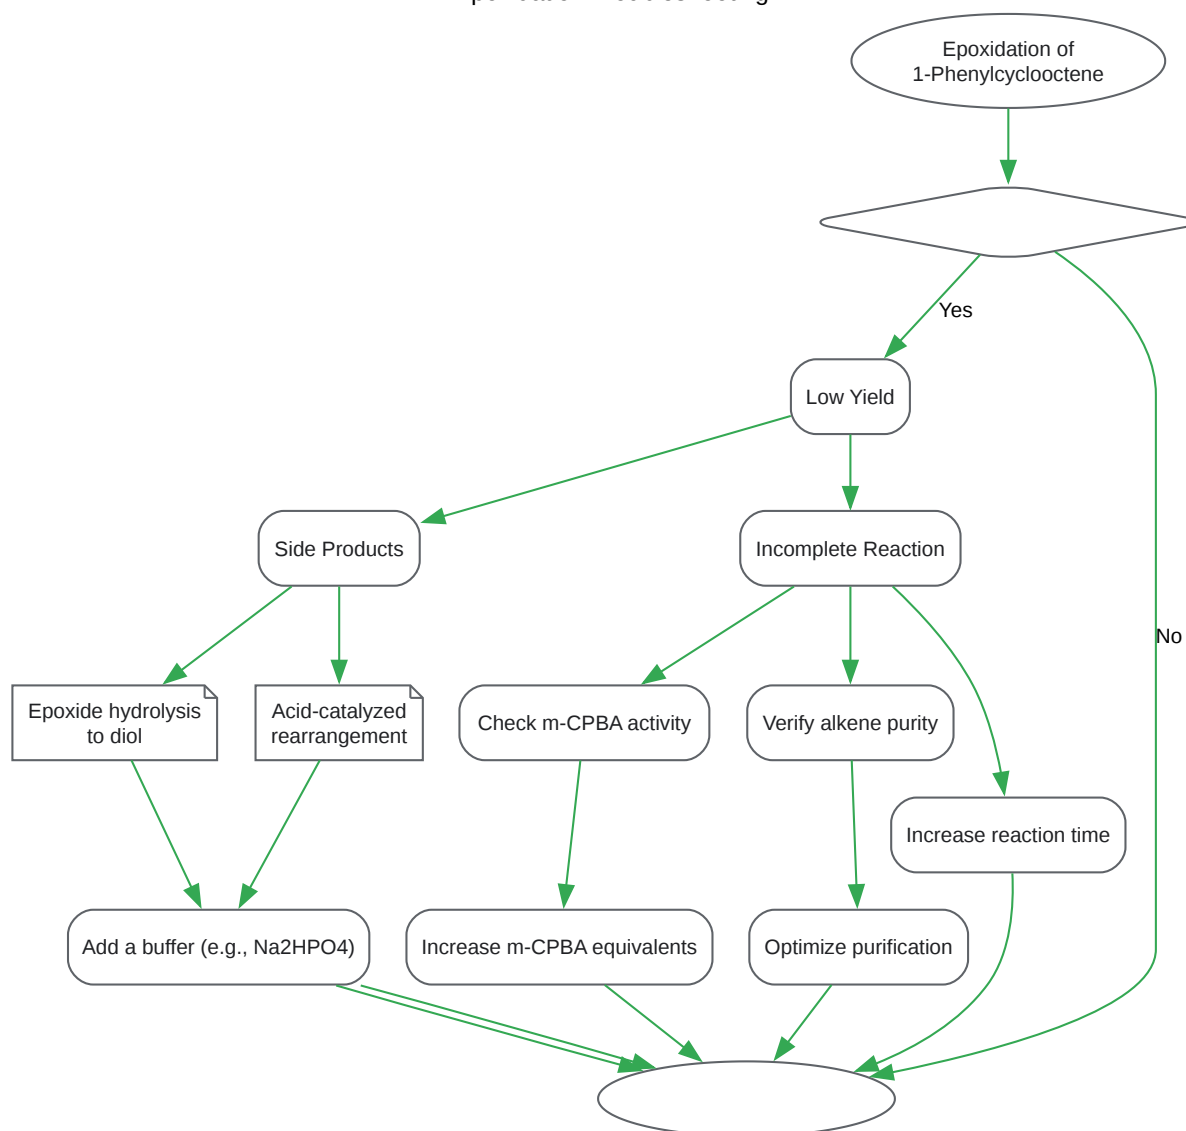 Epoxidation of
1-Phenylcyclooctene
Yes
Low Yield
Side Products
Incomplete Reaction
No
Epoxide hydrolysis
to diol
Acid-catalyzed
rearrangement
Check m-CPBA activity
Verify alkene purity
Increase reaction time
Add a buffer (e.g., Na2HPO4)
Increase m-CPBA equivalents
Optimize purification